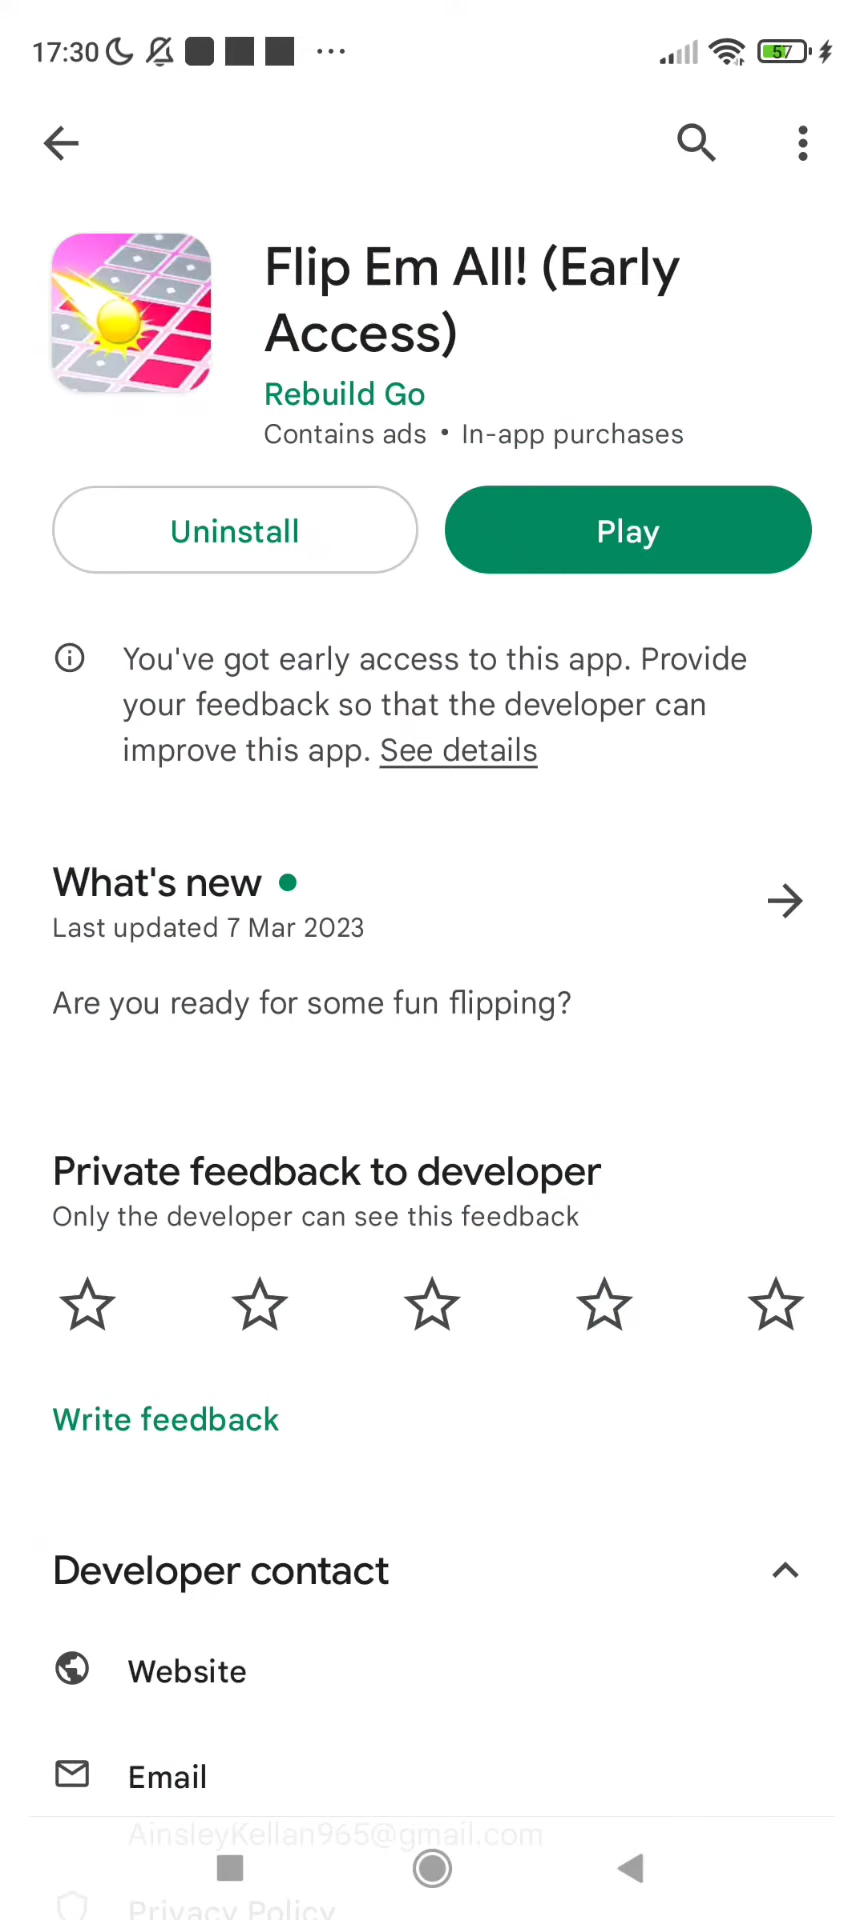 17:30
57
Flip Em All! (Early
Access)
Rebuild Go
Contains ads • In-app purchases
Uninstall
Play
You've got early access to this app. Provide
your feedback so that the developer can
improve this app. See details
What's new
Last updated 7 Mar 2023
Are you ready for some fun flipping?
Private feedback to developer
Only the developer can see this feedback
Write feedback
Developer contact
Website
Email
AinsleyKellan965@gmail.com
Privacy Policy